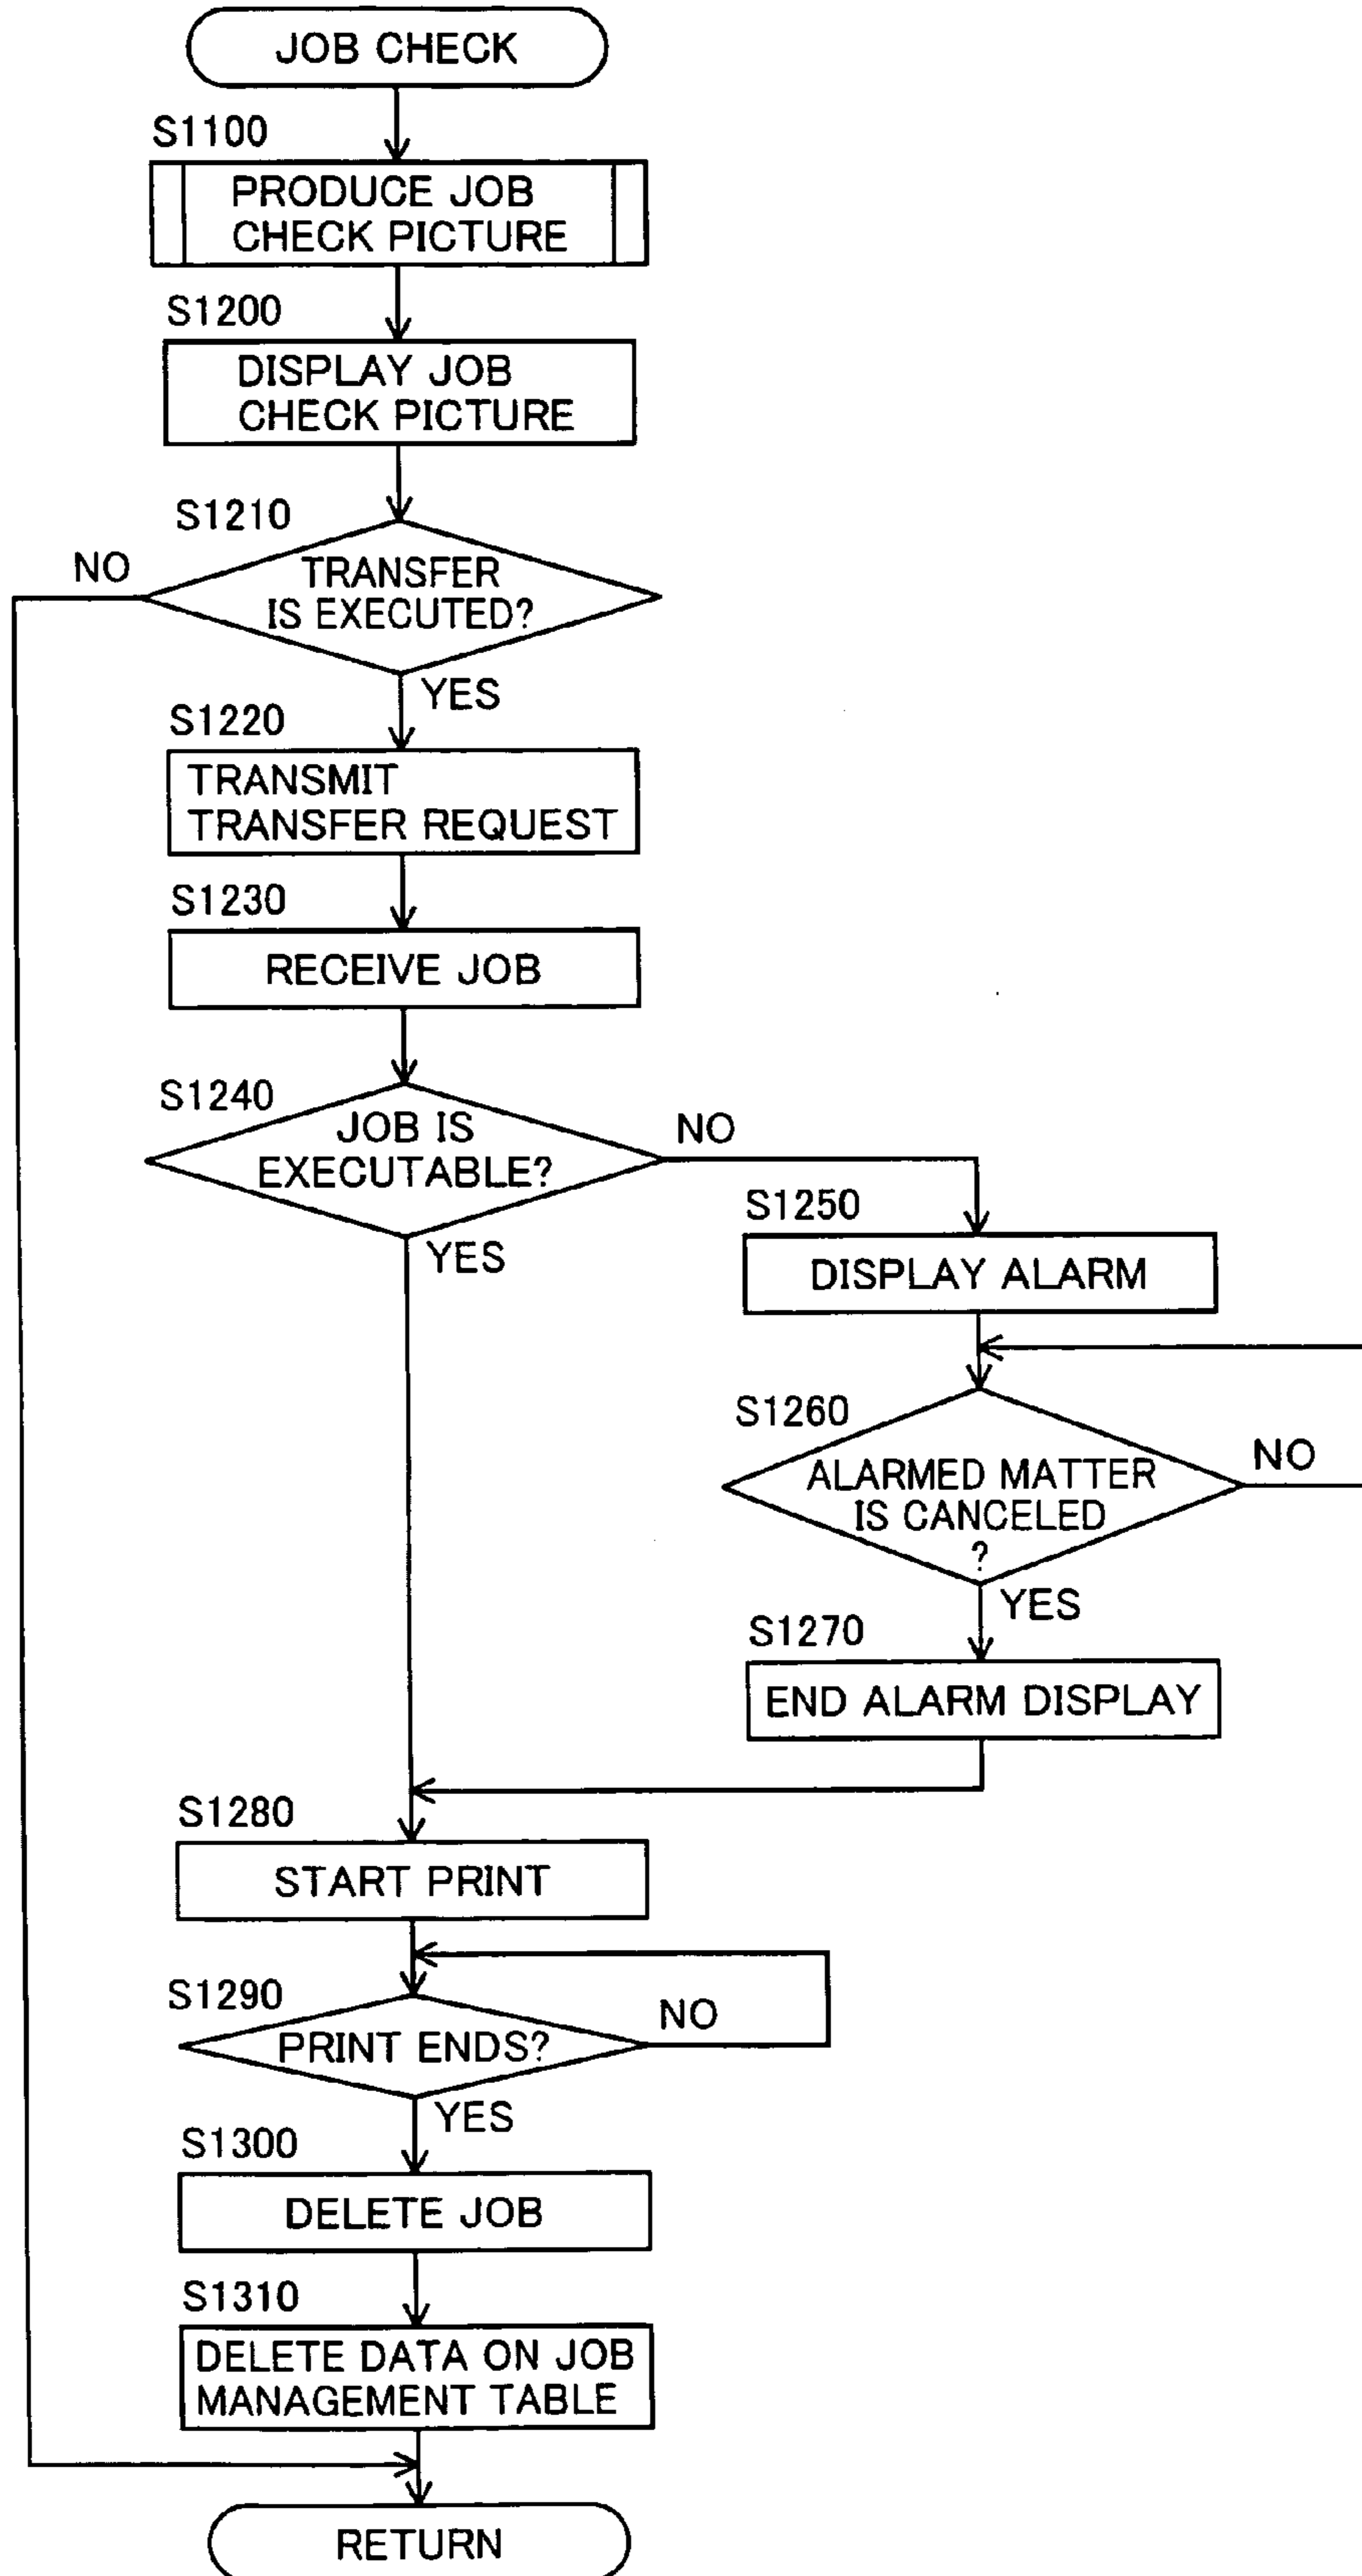 JOB CHECK
S1100
PRODUCE JOB
CHECK PICTURE
S1200
DISPLAY JOB
CHECK PICTURE
S1210
NO
TRANSFER
IS EXECUTED?
YES
S1220
TRANSMIT
TRANSFER REQUEST
S1230
RECEIVE JOB
S1240
JOB IS
EXECUTABLE?
NO
YES
S1250
DISPLAY ALARM
S1260
ALARMED MATTER
IS CANCELED
?
NO
YES
S1270
END ALARM DISPLAY
S1280
START PRINT
S1290
PRINT ENDS?
NO
YES
S1300
DELETE JOB
S1310
DELETE DATA ON JOB
MANAGEMENT TABLE
RETURN